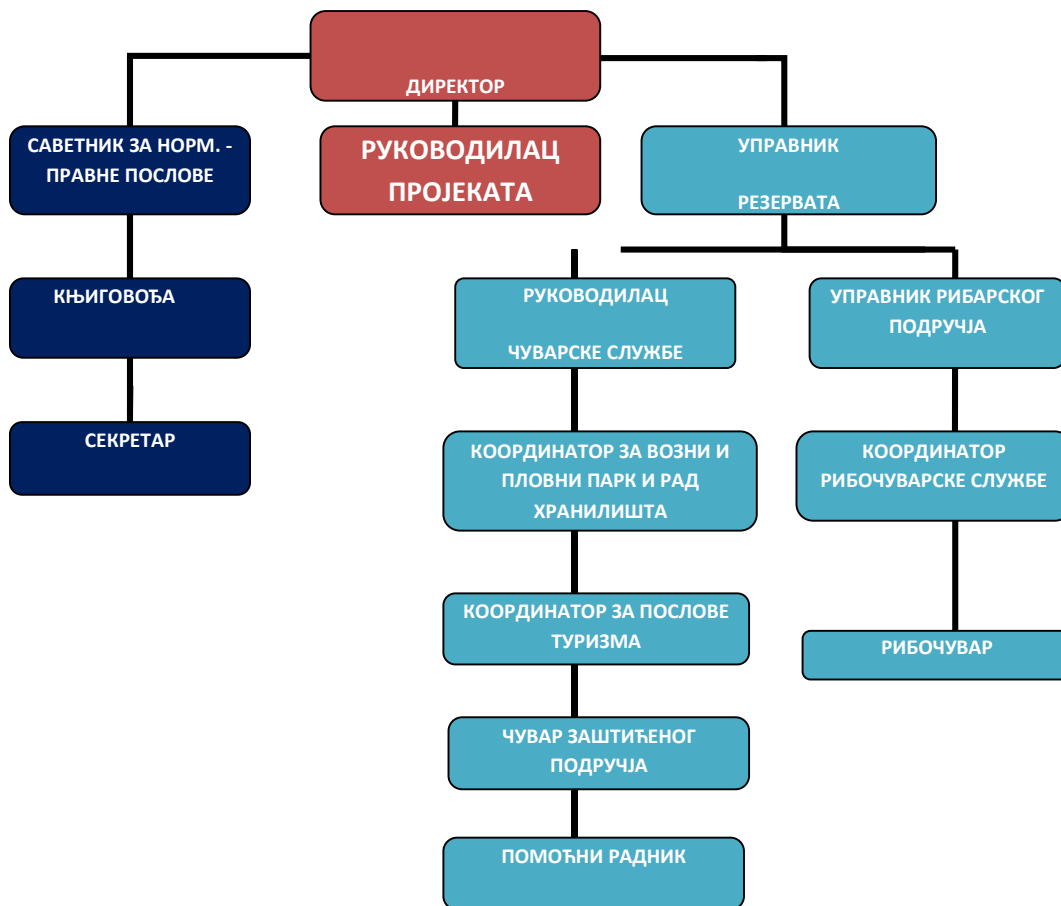 ДИРЕКТОР
САВЕТНИК ЗА НОРМ. -
ПРАВНЕ ПОСЛОВЕ
РУКОВОДИЛАЦ
ПРОЈЕКАТА
УПРАВНИК
РЕЗЕРВАТА
КЊИГОВОЂА
РУКОВОДИЛАЦ
ЧУВАРСКЕ СЛУЖБЕ
УПРАВНИК РИБАРСКОГ
ПОДРУЧЈА
СЕКРЕТАР
КООРДИНАТОР ЗА ВОЗНИ И
ПЛОВНИ ПАРК И РАД
ХРАНИЛИШТА
КООРДИНАТОР
РИБОЧУВАРСКЕ СЛУЖБЕ
КООРДИНАТОР ЗА ПОСЛОВЕ
ТУРИЗМА
РИБОЧУВАР
ЧУВАР ЗАШТИЋЕНОГ
ПОДРУЧЈА
ПОМОЋНИ РАДНИК